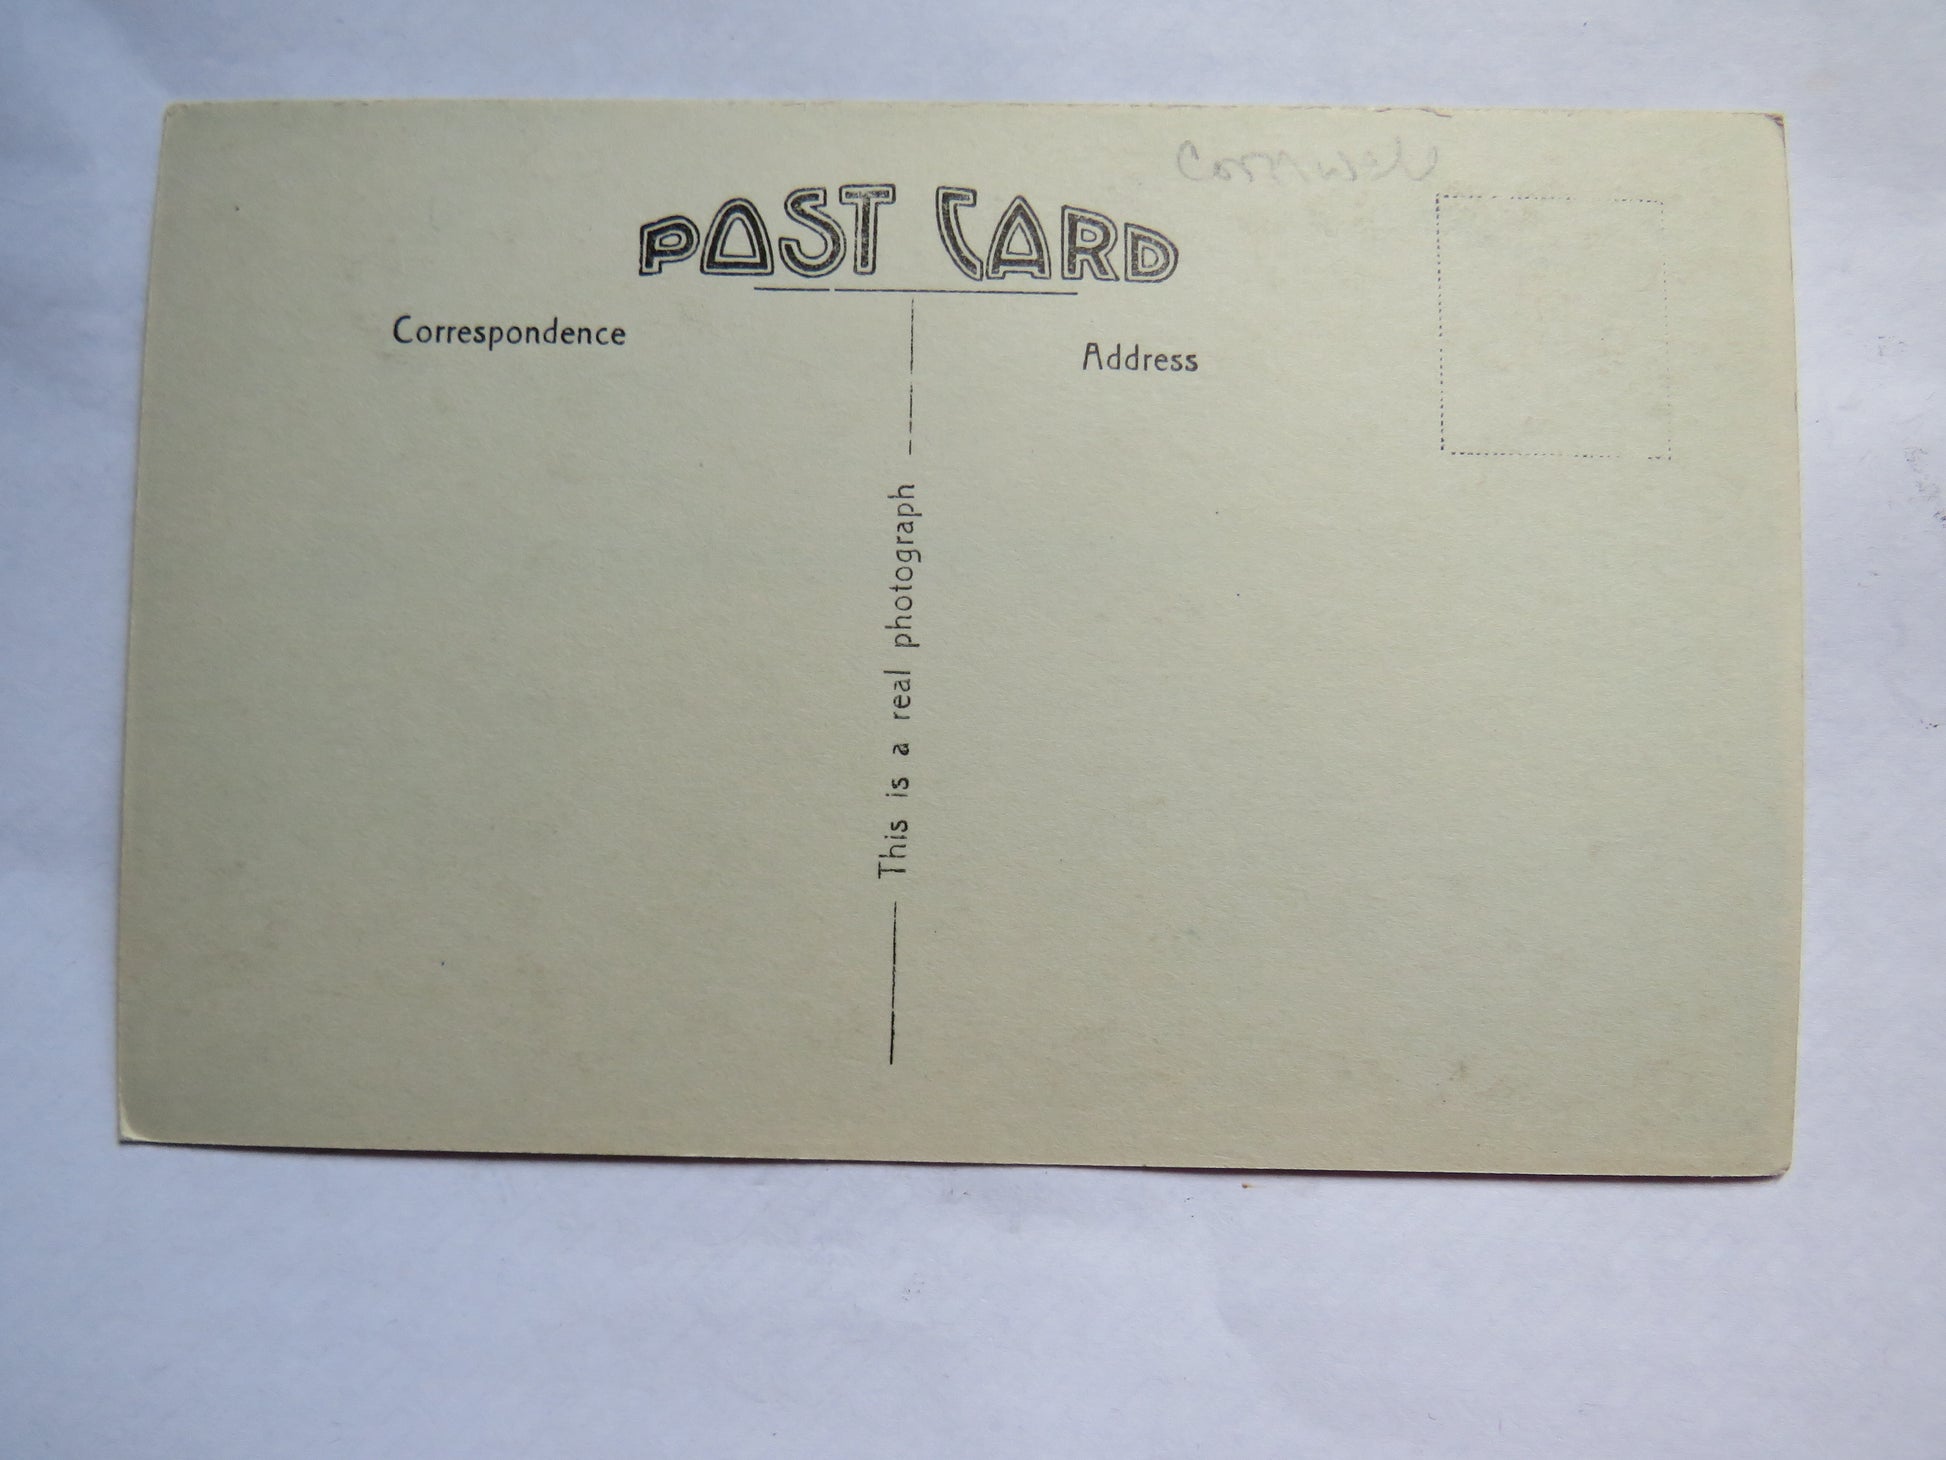 Cornwall
POST CARD
Correspondence
Address
This is a real photograph